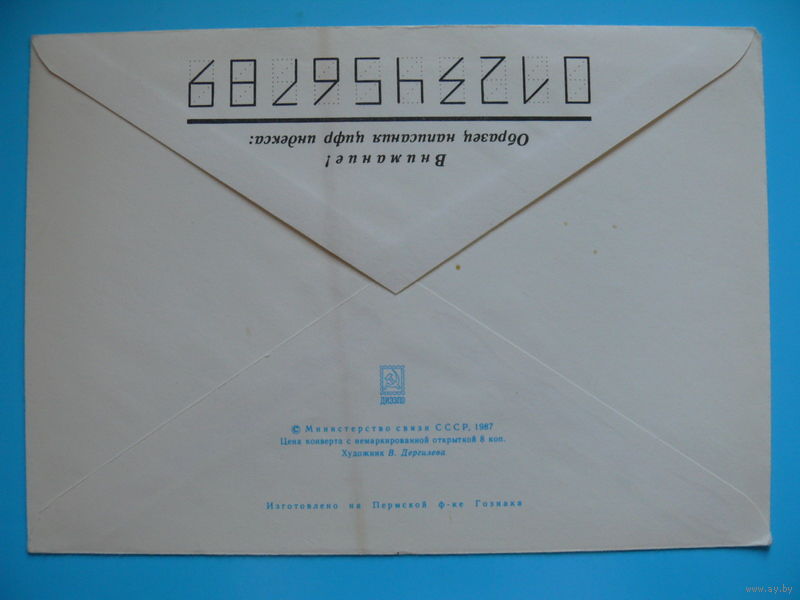 Внимание!
Образец написания цифр индекса:
0123456789
ДИЭЗПО
© Министерство связи СССР, 1987
Цена конверта с немаркированной открыткой 8 коп.
Художник В. Дергилева
Изготовлено на Пермской ф-ке Гознака
www.ay.by